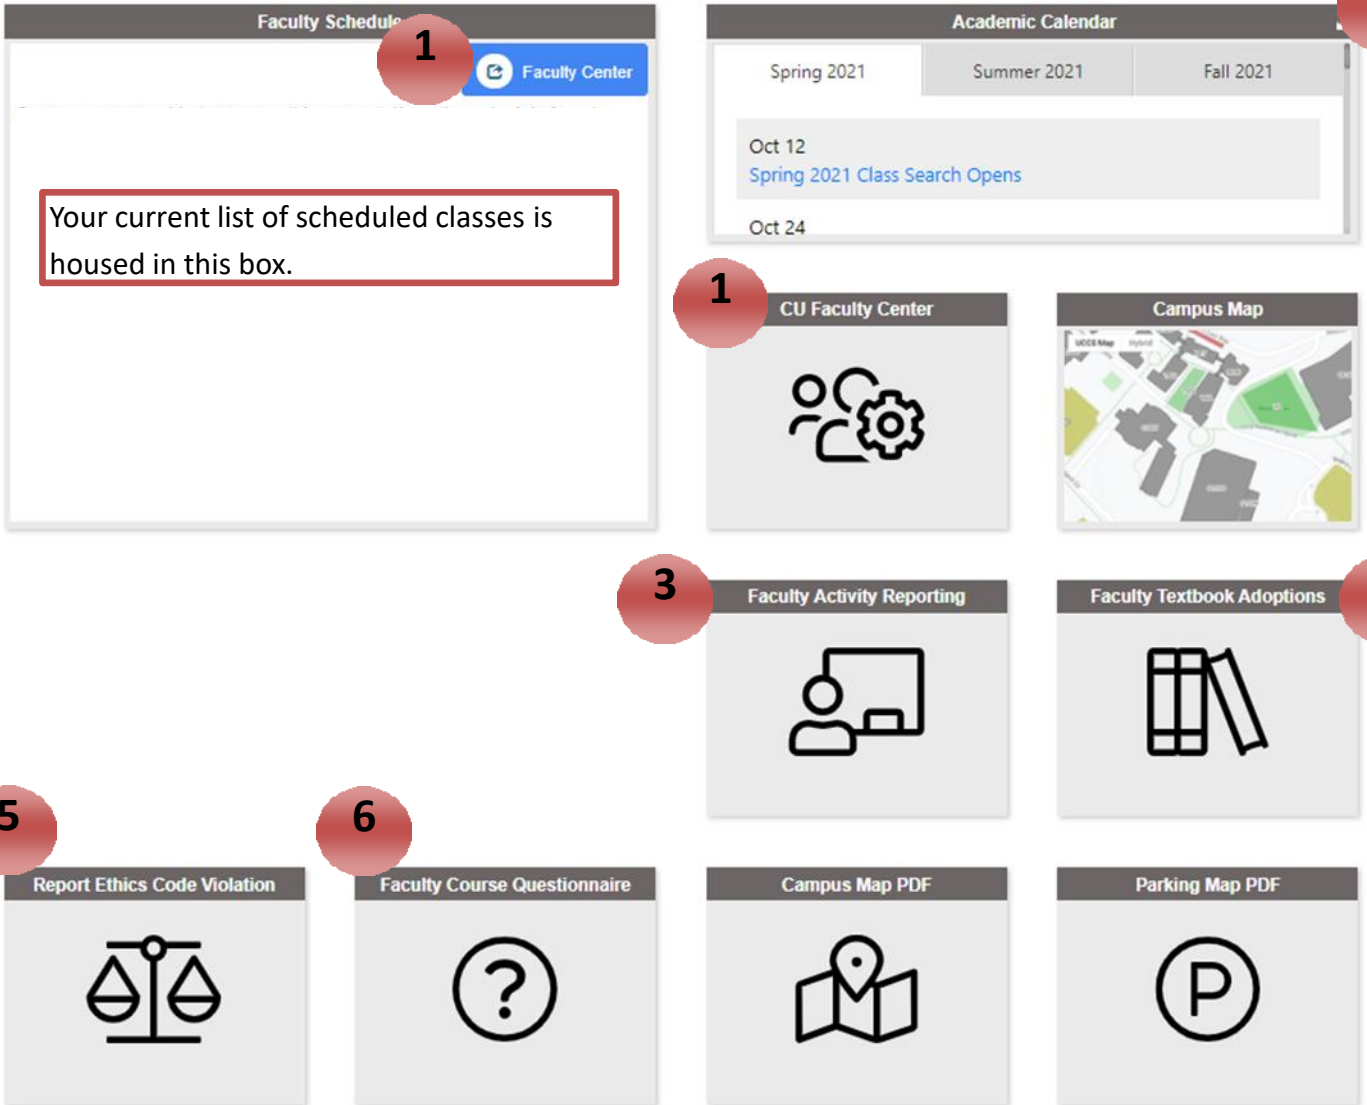 Faculty Schedule
1
Faculty Center
Your current list of scheduled classes is
housed in this box.
Academic Calendar
Spring 2021
Summer 2021
Fall 2021
Oct 12
Spring 2021 Class Search Opens
Oct 24
1
CU Faculty Center
Campus Map
UCCS Map
Hybrid
3
Faculty Activity Reporting
Faculty Textbook Adoptions
5
Report Ethics Code Violation
6
Faculty Course Questionnaire
Campus Map PDF
Parking Map PDF
P